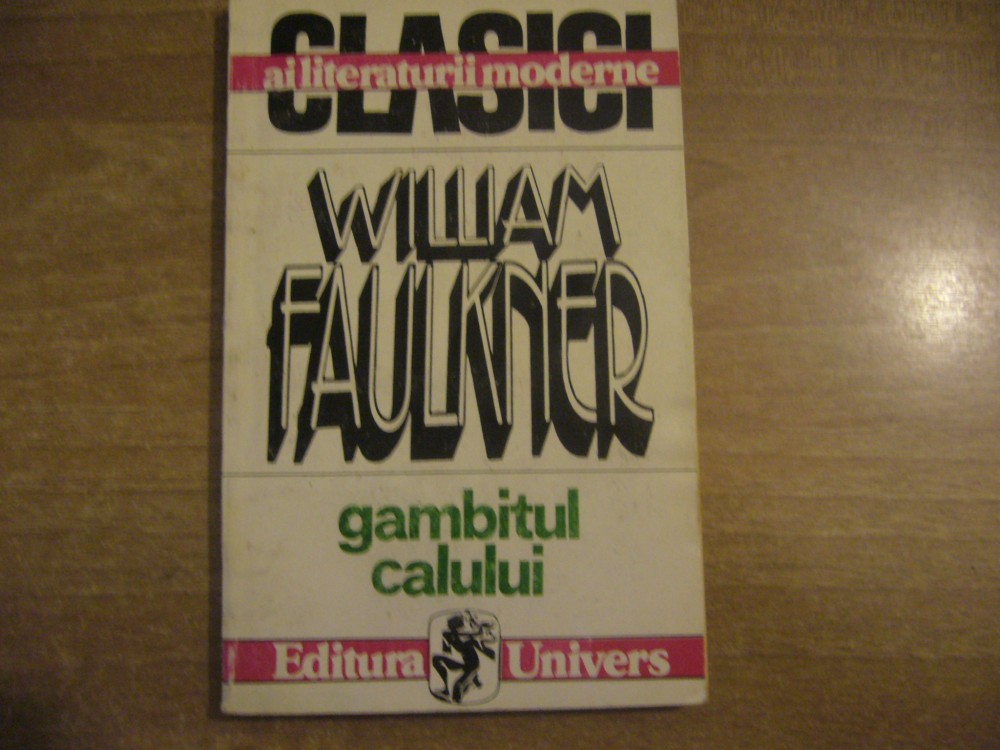 CLASICI
ai literaturii moderne
WILLIAM
FAULKNER
gambitul
calului
Editura Univers